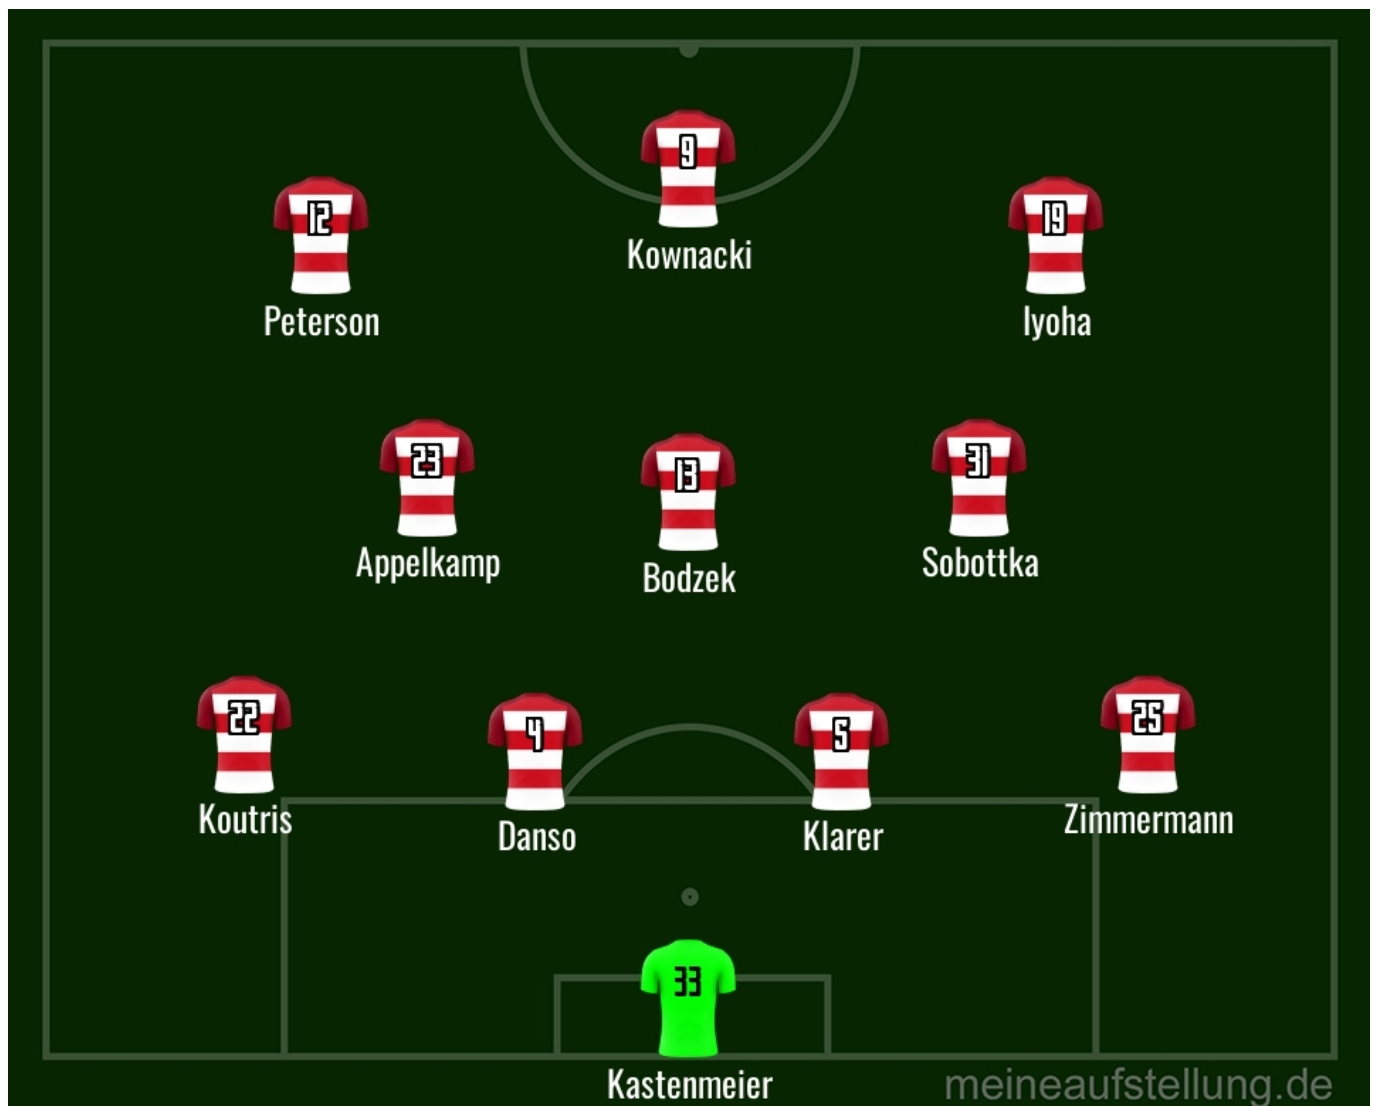 9
Kownacki
12
Peterson
19
Iyoha
23
Appelkamp
13
Bodzek
31
Sobottka
22
Koutris
4
Danso
5
Klarer
25
Zimmermann
33
Kastenmeier
meineaufstellung.de